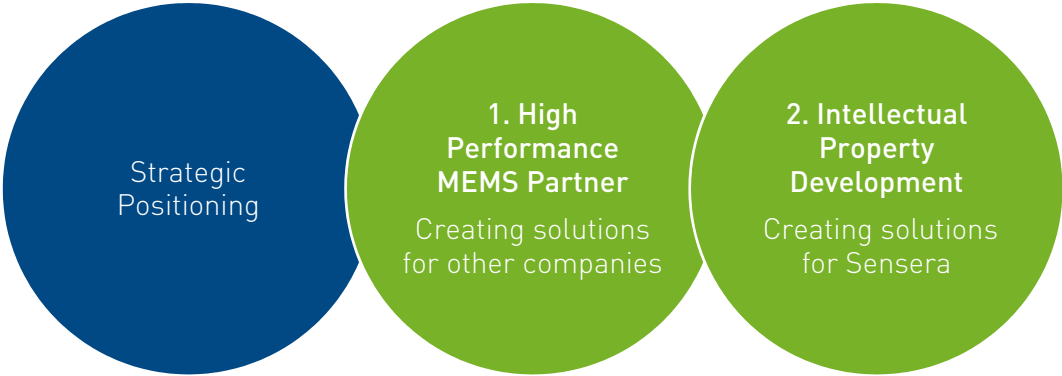 Strategic
Positioning
1. High
Performance
MEMS Partner
Creating solutions
for other companies
2. Intellectual
Property
Development
Creating solutions
for Sensera